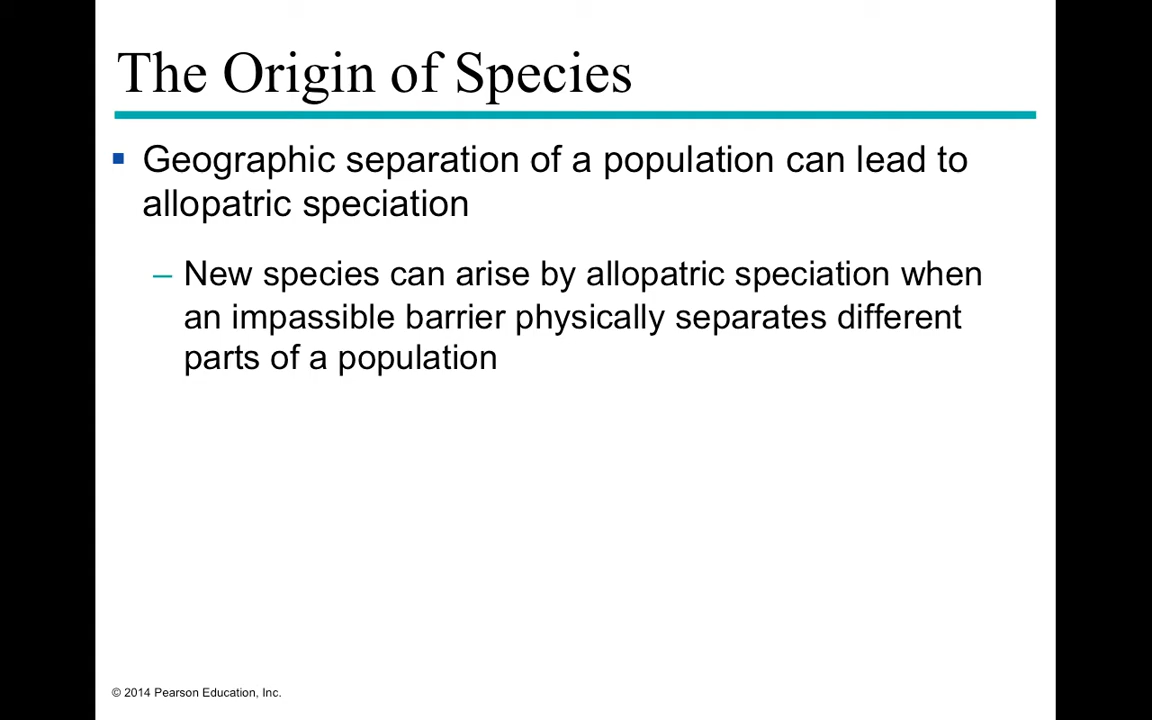 The Origin of Species
Geographic separation of a population can lead to
allopatric speciation
– New species can arise by allopatric speciation when
an impassible barrier physically separates different
parts of a population
© 2014 Pearson Education, Inc.